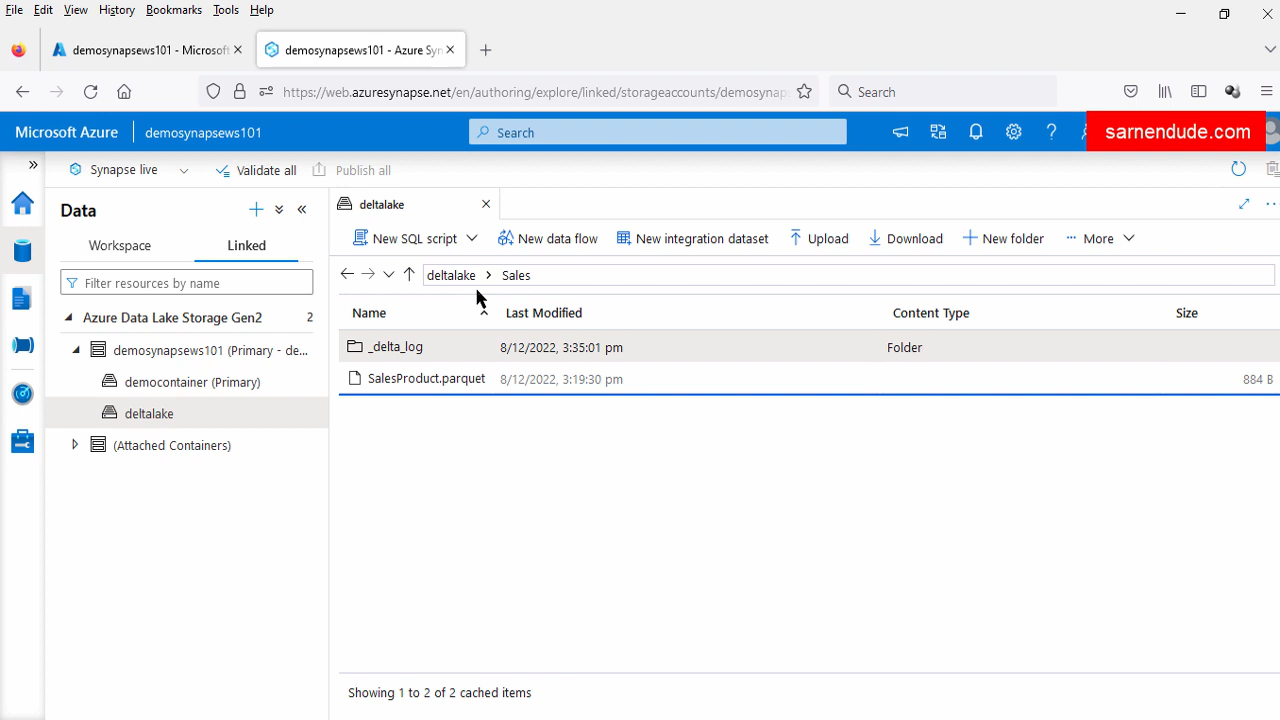 File Edit View History Bookmarks Tools Help
demosynapsews101 - Microsoft
demosynapsews101 - Azure Syn
https://web.azuresynapse.net/en/authoring/explore/linked/storageaccounts/demosynap
Search
Microsoft Azure
demosynapsews101
Search
sarnendude.com
Synapse live
Validate all
Publish all
Data
Workspace
Linked
Filter resources by name
Azure Data Lake Storage Gen2 2
demosynapsews101 (Primary - de...
democontainer (Primary)
deltalake
(Attached Containers)
deltalake
New SQL script
New data flow
New integration dataset
Upload
Download
New folder
More
deltalake > Sales
Name Last Modified Content Type Size
_delta_log 8/12/2022, 3:35:01 pm Folder
SalesProduct.parquet 8/12/2022, 3:19:30 pm 884 B
Showing 1 to 2 of 2 cached items